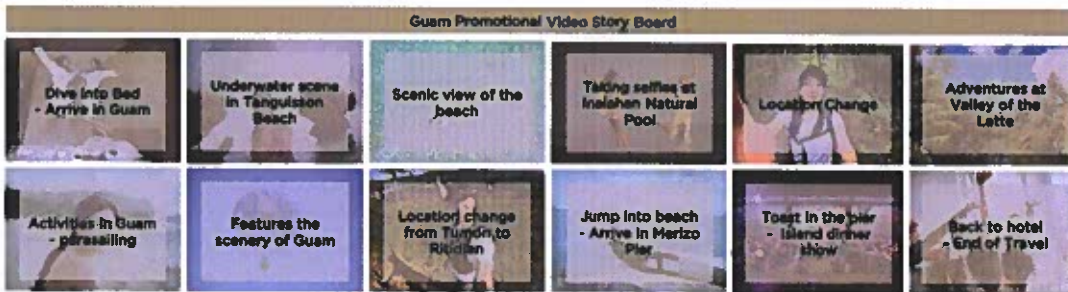 Guam Promotional Video Story Board
Dive into Bed
- Arrive in Guam
Underwater scene
in Tanguisson
Beach
Scenic view of the
beach
Taking selfies at
Inalahan Natural
Pool
Location Change
Adventures at
Valley of the
Latte
Activities in Guam
- parasailing
Features the
scenery of Guam
Location change
from Tumon to
Ritidian
Jump into beach
- Arrive in Merizo
Pier
Toast in the pier
- Island dinner
show
Back to hotel
- End of Travel